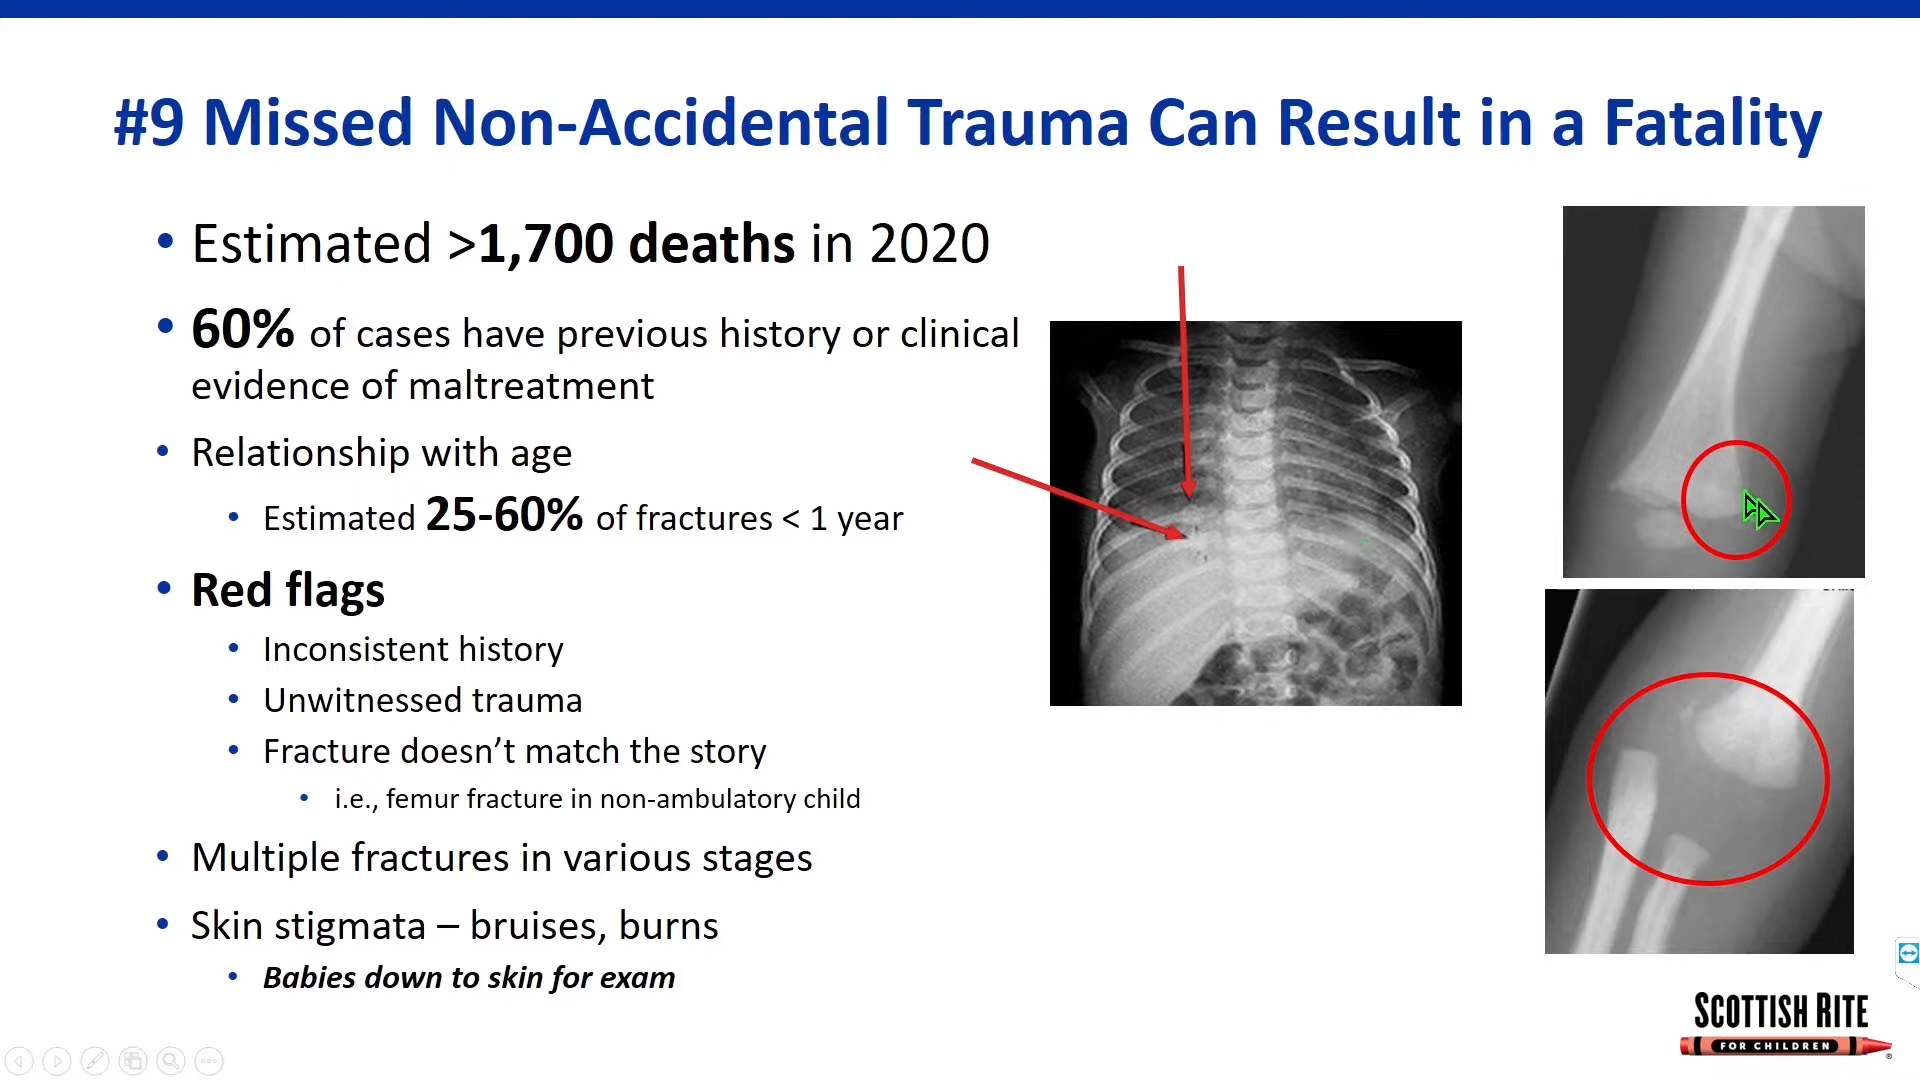 #9 Missed Non-Accidental Trauma Can Result in a Fatality
• Estimated >1,700 deaths in 2020
• 60% of cases have previous history or clinical
evidence of maltreatment
• Relationship with age
• Estimated 25-60% of fractures < 1 year
• Red flags
• Inconsistent history
• Unwitnessed trauma
• Fracture doesn’t match the story
• i.e., femur fracture in non-ambulatory child
• Multiple fractures in various stages
• Skin stigmata – bruises, burns
• Babies down to skin for exam
SCOTTISH RITE
FOR CHILDREN
®